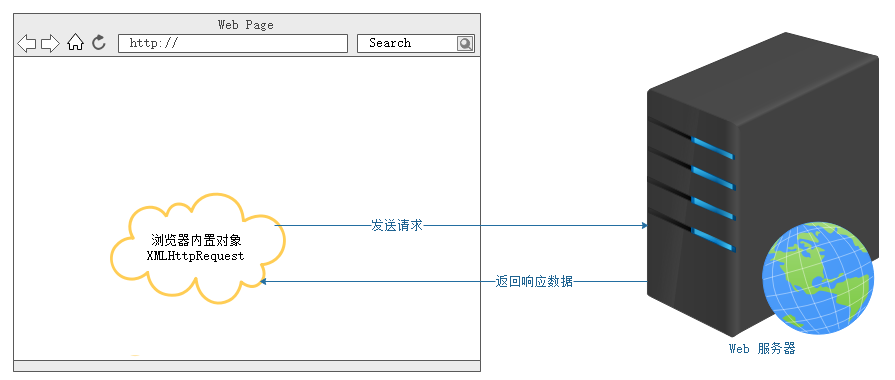 Web Page
http://
Search
发送请求
浏览器内置对象
XMLHttpRequest
返回响应数据
Web 服务器